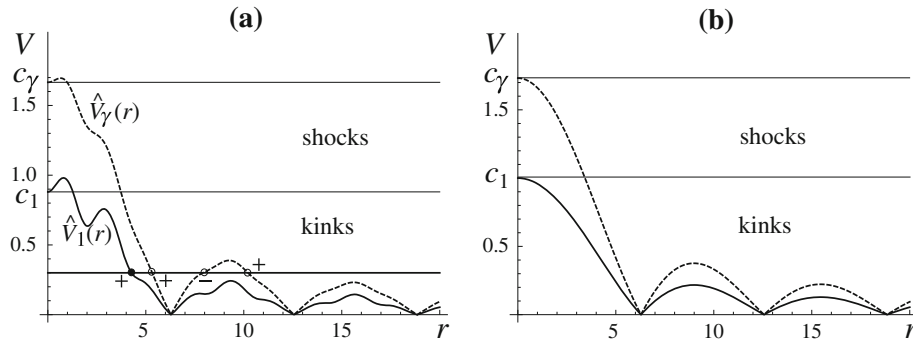 (a)
V
c_γ
1.5
V̂_γ(r)
shocks
1.0
c_1
V̂_1(r)
kinks
0.5
+ + − +
5 10 15 r
(b)
V
c_γ
1.5
shocks
c_1
kinks
0.5
5 10 15 r